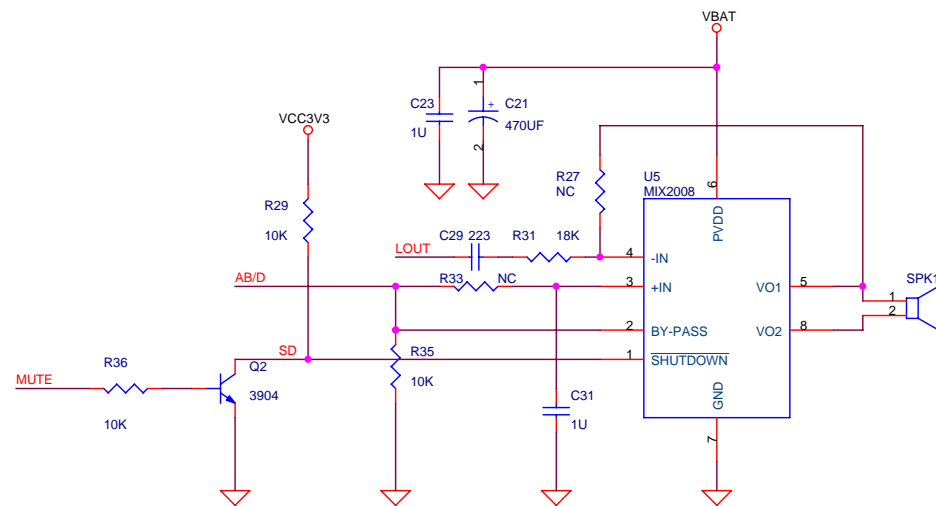 VBAT
C23
1U
1
+
C21
470UF
2
VCC3V3
R29
10K
R27
NC
U5
MIX2008
6
PVDD
LOUT
C29 223
R31
18K
4
-IN
AB/D
R33
NC
3
+IN
VO1
5
SPK1
1
2
2
BY-PASS
VO2
8
SD
1
SHUTDOWN
R36
MUTE
10K
Q2
3904
R35
10K
C31
1U
GND
7